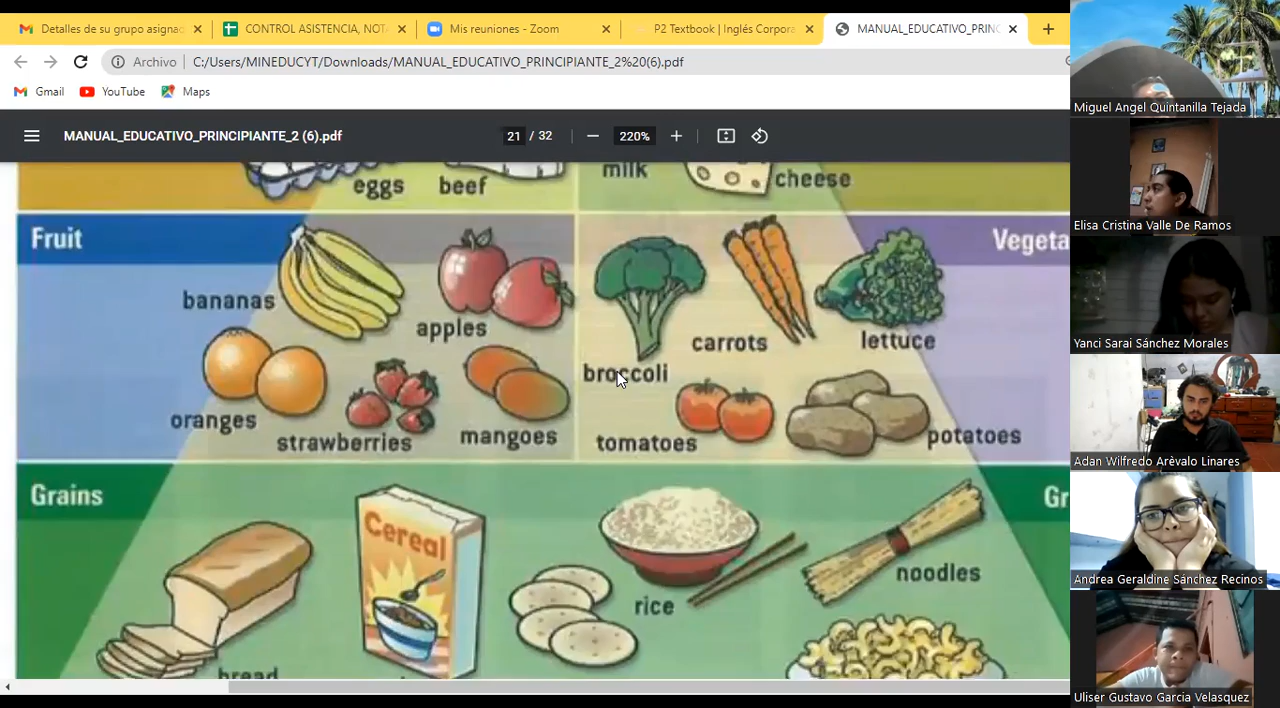 Detalles de su grupo asignac
CONTROL ASISTENCIA, NOT
Mis reuniones - Zoom
P2 Textbook | Inglés Corpora
MANUAL_EDUCATIVO_PRIN
Archivo C:/Users/MINEDUCYT/Downloads/MANUAL_EDUCATIVO_PRINCIPIANTE_2%20(6).pdf
Gmail YouTube Maps
MANUAL_EDUCATIVO_PRINCIPIANTE_2 (6).pdf 21 / 32 220%
eggs beef milk cheese
Fruit Vegeta
bananas
apples
oranges
strawberries
mangoes
broccoli
carrots
lettuce
tomatoes
potatoes
Grains Gr
Cereal
rice
noodles
bread
Miguel Angel Quintanilla Tejada
Elisa Cristina Valle De Ramos
Yanci Sarai Sánchez Morales
Adan Wilfredo Arèvalo Linares
Andrea Geraldine Sánchez Recinos
Uliser Gustavo Garcia Velasquez